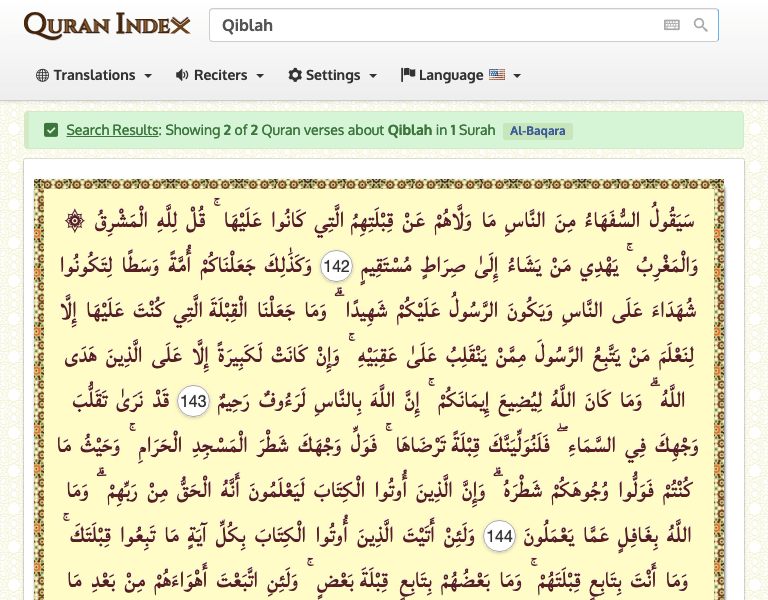 QURAN INDEX
Qiblah
Translations Reciters Settings Language
Search Results: Showing 2 of 2 Quran verses about Qiblah in 1 Surah Al-Baqara
۞ سَيَقُولُ السُّفَهَاءُ مِنَ النَّاسِ مَا وَلَّاهُمْ عَنْ قِبْلَتِهِمُ الَّتِي كَانُوا عَلَيْهَا ۚ قُلْ لِلَّهِ الْمَشْرِقُ
وَالْمَغْرِبُ ۚ يَهْدِي مَنْ يَشَاءُ إِلَىٰ صِرَاطٍ مُسْتَقِيمٍ 142 وَكَذَٰلِكَ جَعَلْنَاكُمْ أُمَّةً وَسَطًا لِتَكُونُوا
شُهَدَاءَ عَلَى النَّاسِ وَيَكُونَ الرَّسُولُ عَلَيْكُمْ شَهِيدًا ۗ وَمَا جَعَلْنَا الْقِبْلَةَ الَّتِي كُنْتَ عَلَيْهَا إِلَّا
لِنَعْلَمَ مَنْ يَتَّبِعُ الرَّسُولَ مِمَّنْ يَنْقَلِبُ عَلَىٰ عَقِبَيْهِ ۚ وَإِنْ كَانَتْ لَكَبِيرَةً إِلَّا عَلَى الَّذِينَ هَدَى
اللَّهُ ۗ وَمَا كَانَ اللَّهُ لِيُضِيعَ إِيمَانَكُمْ ۚ إِنَّ اللَّهَ بِالنَّاسِ لَرَءُوفٌ رَحِيمٌ 143 قَدْ نَرَىٰ تَقَلُّبَ
وَجْهِكَ فِي السَّمَاءِ ۖ فَلَنُوَلِّيَنَّكَ قِبْلَةً تَرْضَاهَا ۚ فَوَلِّ وَجْهَكَ شَطْرَ الْمَسْجِدِ الْحَرَامِ ۚ وَحَيْثُ مَا
كُنْتُمْ فَوَلُّوا وُجُوهَكُمْ شَطْرَهُ ۗ وَإِنَّ الَّذِينَ أُوتُوا الْكِتَابَ لَيَعْلَمُونَ أَنَّهُ الْحَقُّ مِنْ رَبِّهِمْ ۗ وَمَا
اللَّهُ بِغَافِلٍ عَمَّا يَعْمَلُونَ 144 وَلَئِنْ أَتَيْتَ الَّذِينَ أُوتُوا الْكِتَابَ بِكُلِّ آيَةٍ مَا تَبِعُوا قِبْلَتَكَ ۚ
وَمَا أَنْتَ بِتَابِعٍ قِبْلَتَهُمْ ۚ وَمَا بَعْضُهُمْ بِتَابِعٍ قِبْلَةَ بَعْضٍ ۚ وَلَئِنِ اتَّبَعْتَ أَهْوَاءَهُمْ مِنْ بَعْدِ مَا